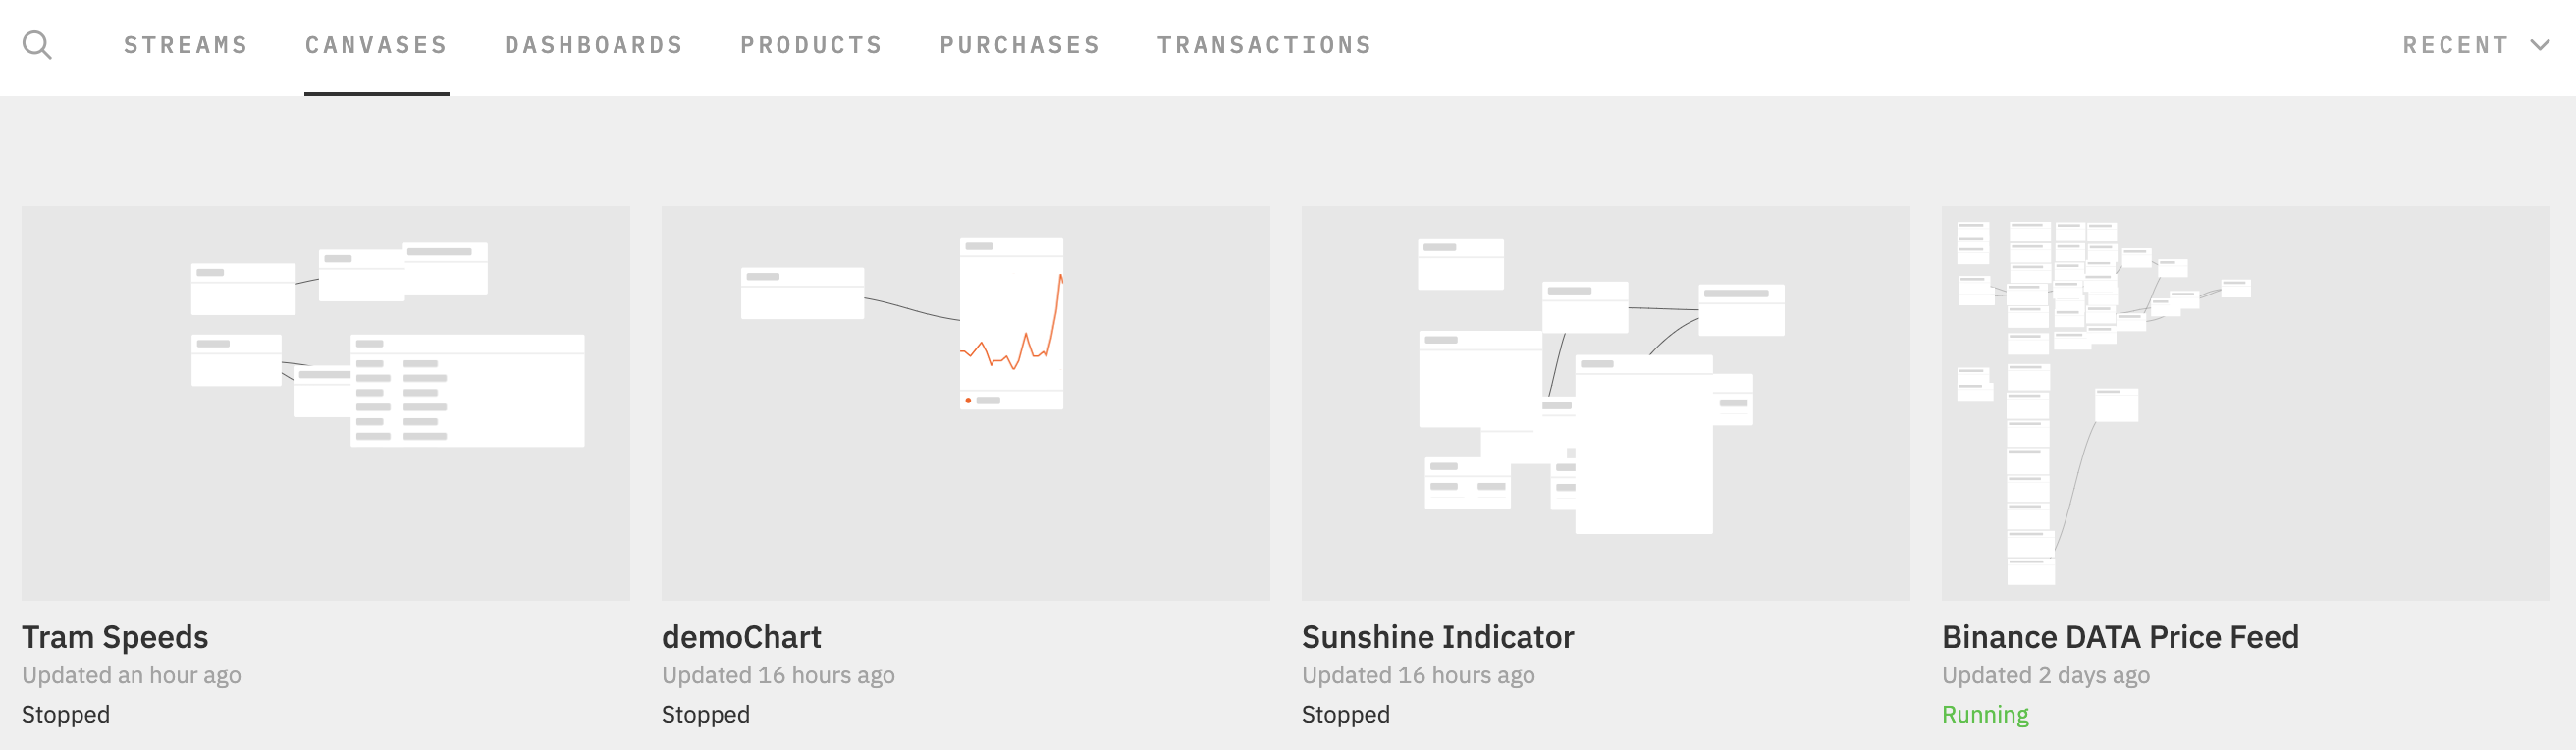 STREAMS CANVASES DASHBOARDS PRODUCTS PURCHASES TRANSACTIONS RECENT
Tram Speeds
Updated an hour ago
Stopped
demoChart
Updated 16 hours ago
Stopped
Sunshine Indicator
Updated 16 hours ago
Stopped
Binance DATA Price Feed
Updated 2 days ago
Running